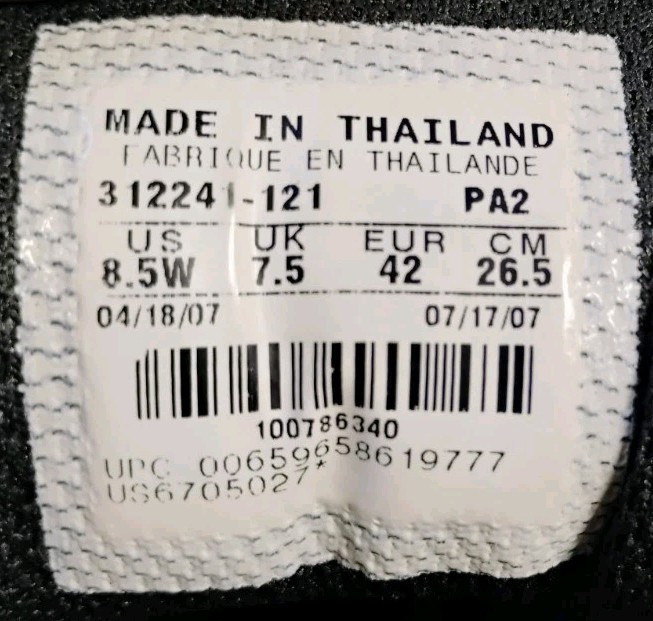 MADE IN THAILAND
FABRIQUE EN THAILANDE
312241-121 PA2
US UK EUR CM
8.5W 7.5 42 26.5
04/18/07 07/17/07
100786340
UPC 00659658619777
US6705027*